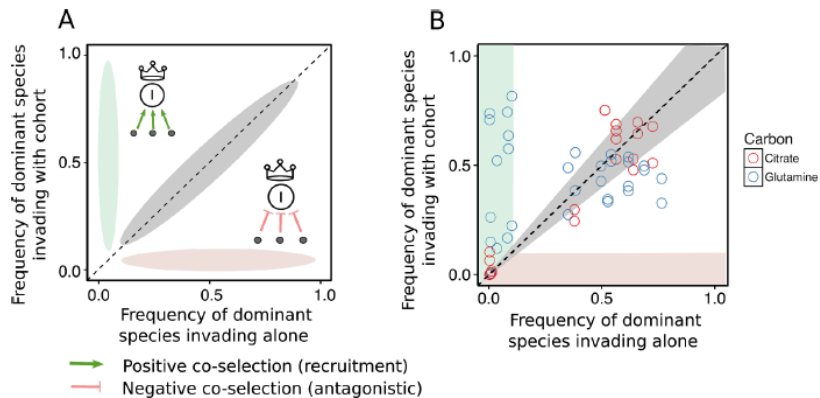 A
Frequency of dominant species
invading with cohort
1.0
0.5
0.0
I
I
0.0
0.5
1.0
Frequency of dominant
species invading alone
Positive co-selection (recruitment)
Negative co-selection (antagonistic)
B
Frequency of dominant species
invading with cohort
1.0
0.5
0.0
0.0
0.5
1.0
Frequency of dominant
species invading alone
Carbon
Citrate
Glutamine